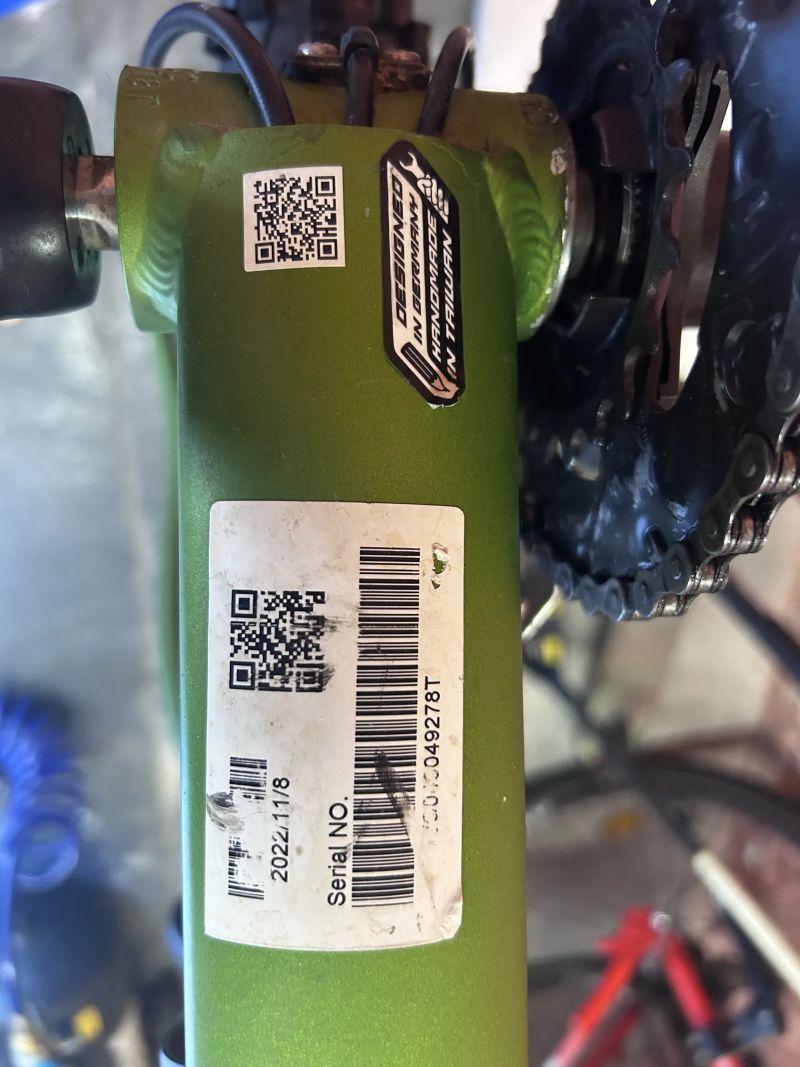 DESIGNED
IN GERMANY
HANDMADE
IN TAIWAN
2022/11/8
Serial NO.